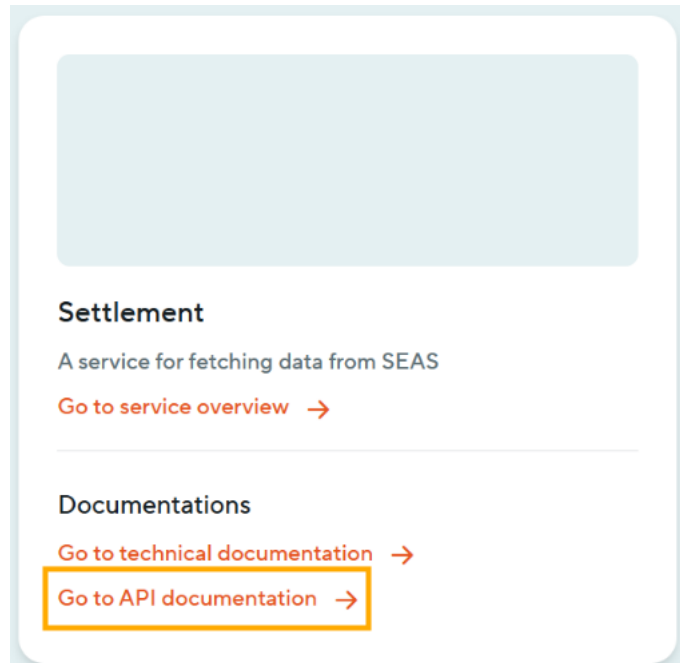 Settlement
A service for fetching data from SEAS
Go to service overview →
Documentations
Go to technical documentation →
Go to API documentation →